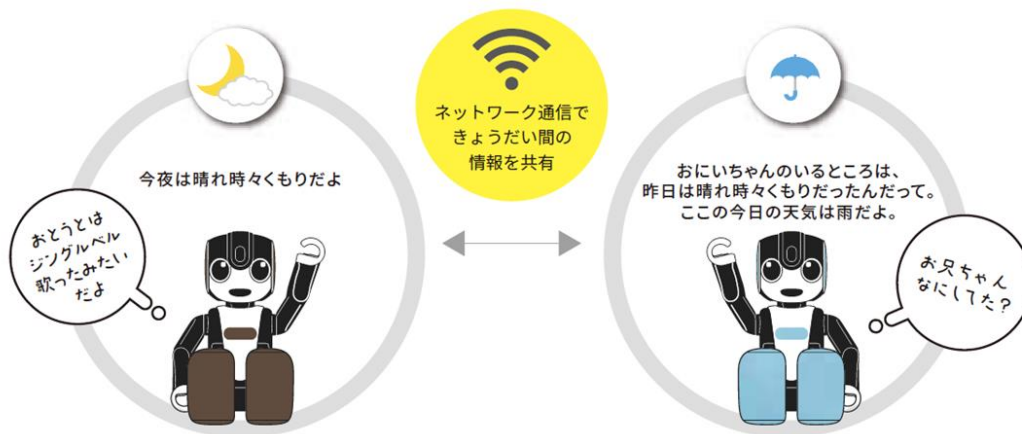 ネットワーク通信で
きょうだい間の
情報を共有
今夜は晴れ時々くもりだよ
おとうとは
ジングルベル
歌ったみたい
だよ
おにいちゃんのいるところは、
昨日は晴れ時々くもりだったんだって。
ここの今日の天気は雨だよ。
お兄ちゃん
なにしてた?